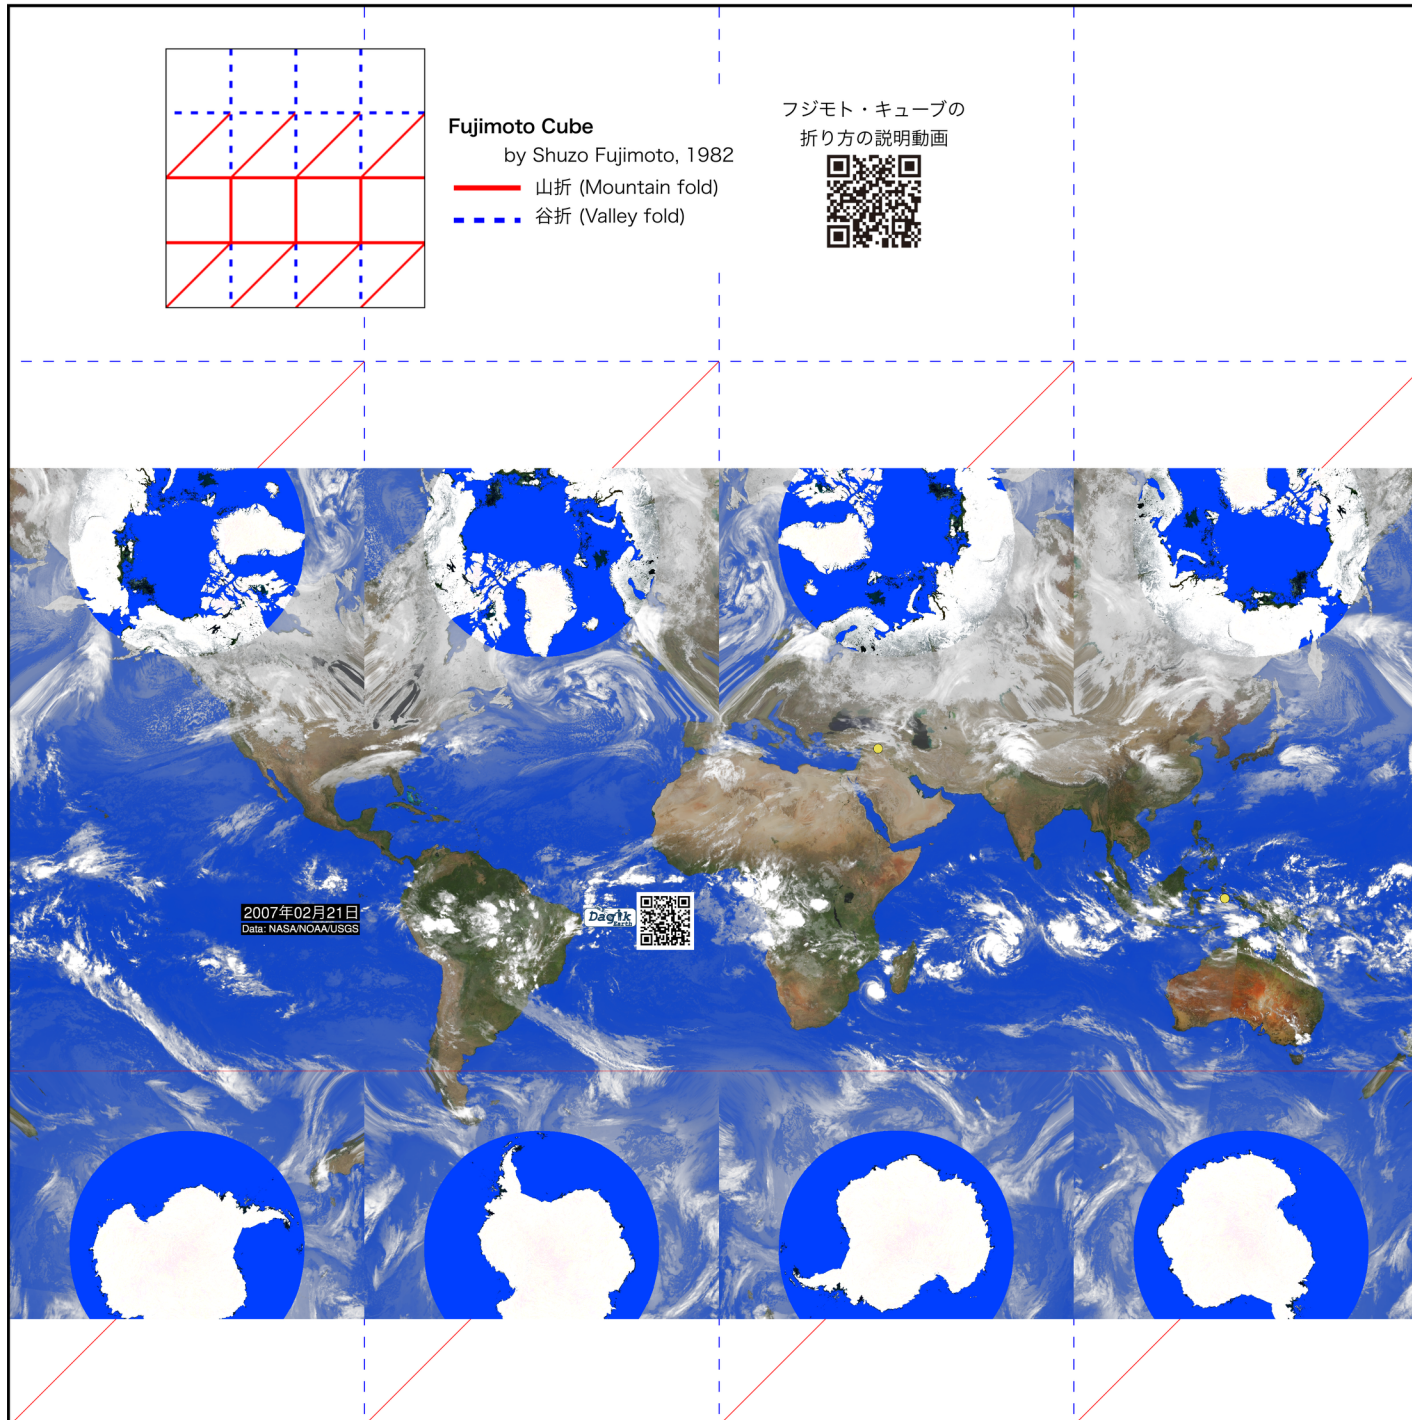 フジモト・キューブの
折り方の説明動画
Fujimoto Cube
by Shuzo Fujimoto, 1982
山折 (Mountain fold)
谷折 (Valley fold)
2007年02月21日
Data: NASA/NOAA/USGS
Dagik
Earth